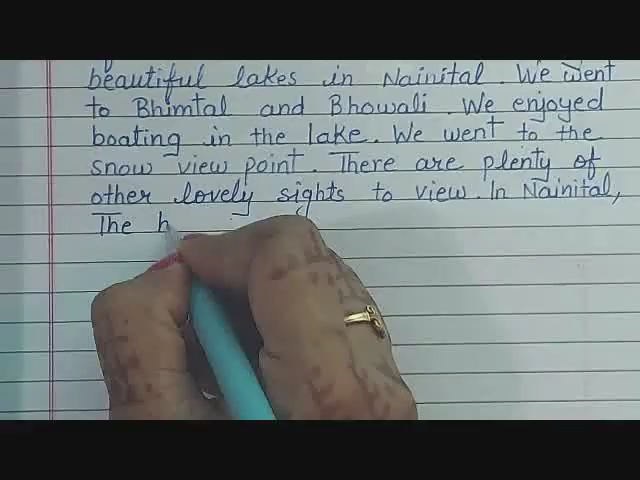 beautiful lakes in Nainital. We went
to Bhimtal and Bhowali. We enjoyed
boating in the lake. We went to the
snow view point. There are plenty of
other lovely sights to view. In Nainital,
The h